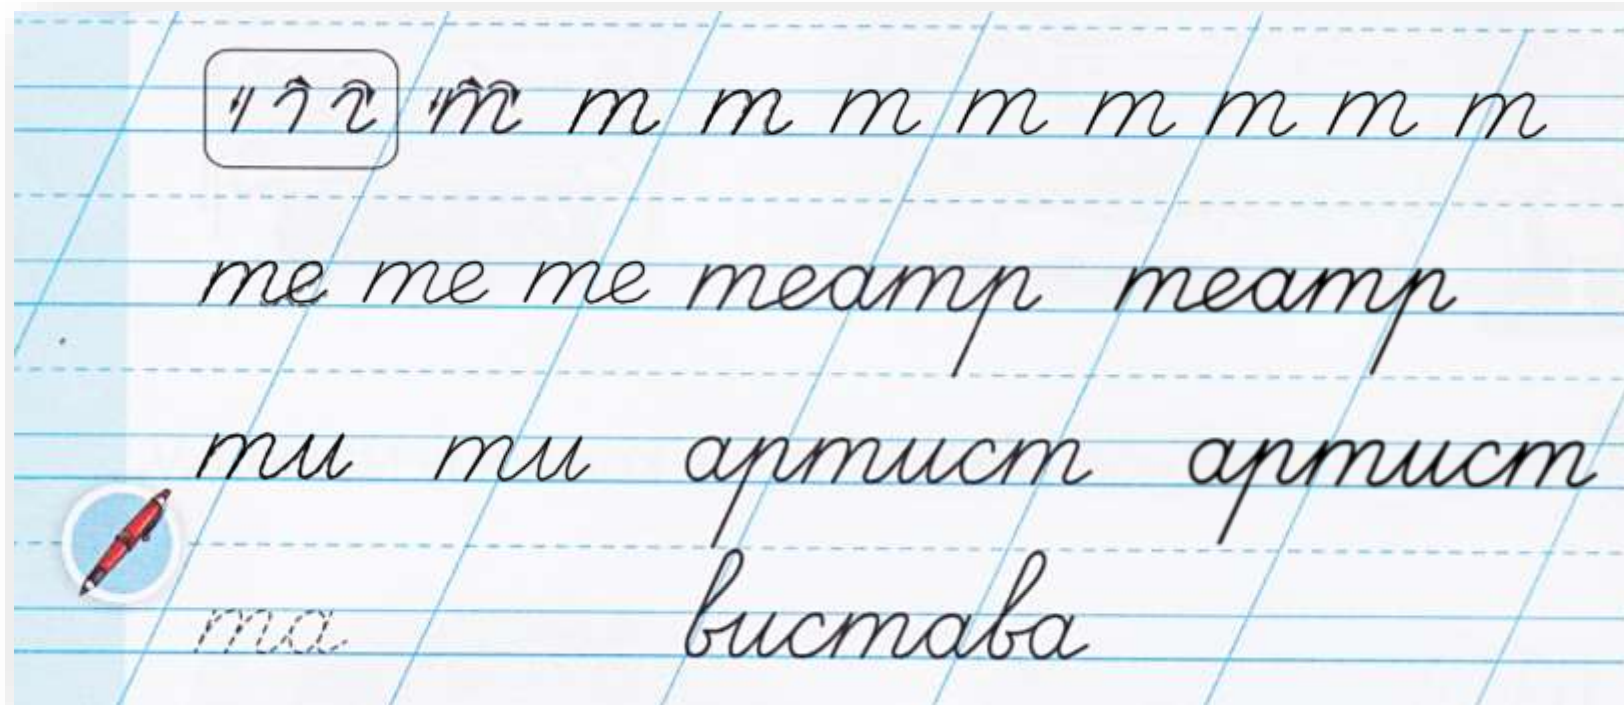 т т т т т т т т т
те те те театр театр
ти ти артист артист
та вистава